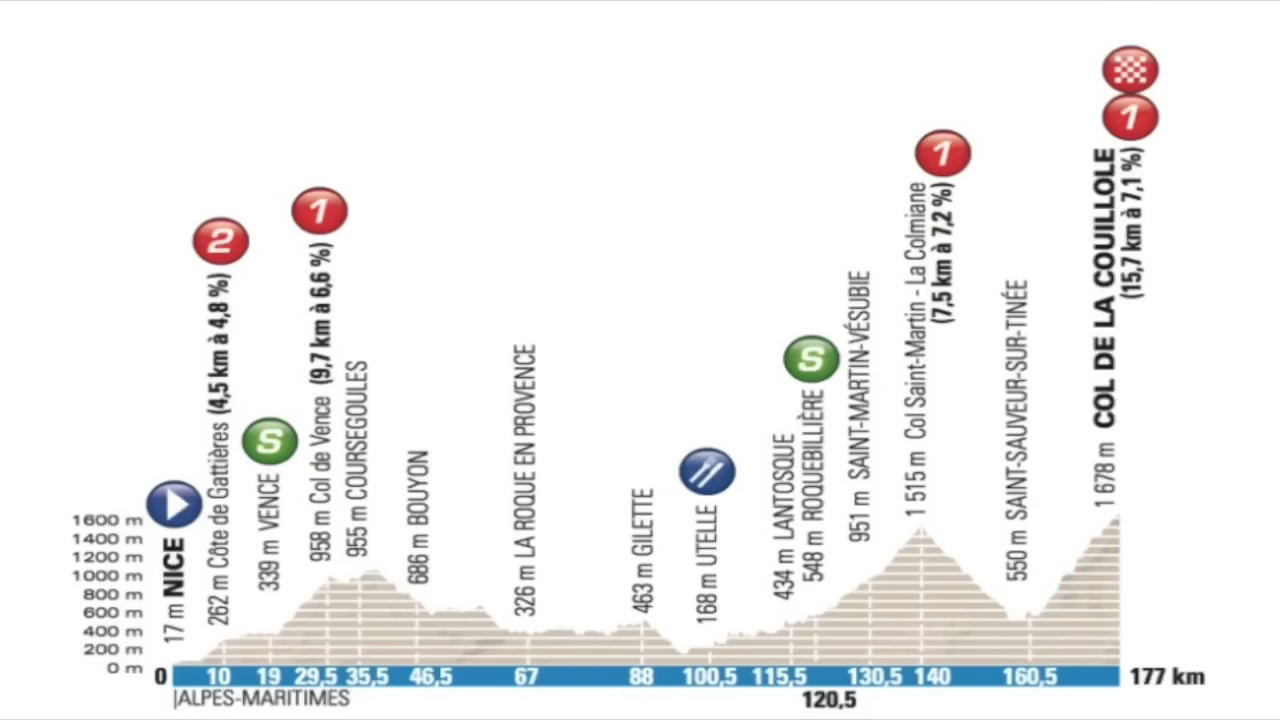 1600 m
1400 m
1200 m
1000 m
800 m
600 m
400 m
200 m
0 m
17 m NICE
2
262 m Côte de Gattières (4,5 km à 4,8 %)
S
339 m VENCE
1
958 m Col de Vence (9,7 km à 6,6 %)
955 m COURSEGOULES
686 m BOUYON
326 m LA ROQUE EN PROVENCE
463 m GILETTE
168 m UTELLE
434 m LANTOSQUE
S
548 m ROQUEBILLIÈRE
951 m SAINT-MARTIN-VÉSUBIE
1
1 515 m Col Saint-Martin - La Colmiane
(7,5 km à 7,2 %)
550 m SAINT-SAUVEUR-SUR-TINÉE
1
1 678 m COL DE LA COUILLOLE
(15,7 km à 7,1 %)
0 10 19 29,5 35,5 46,5 67 88 100,5 115,5 130,5 140 160,5 177 km
120,5
ALPES-MARITIMES